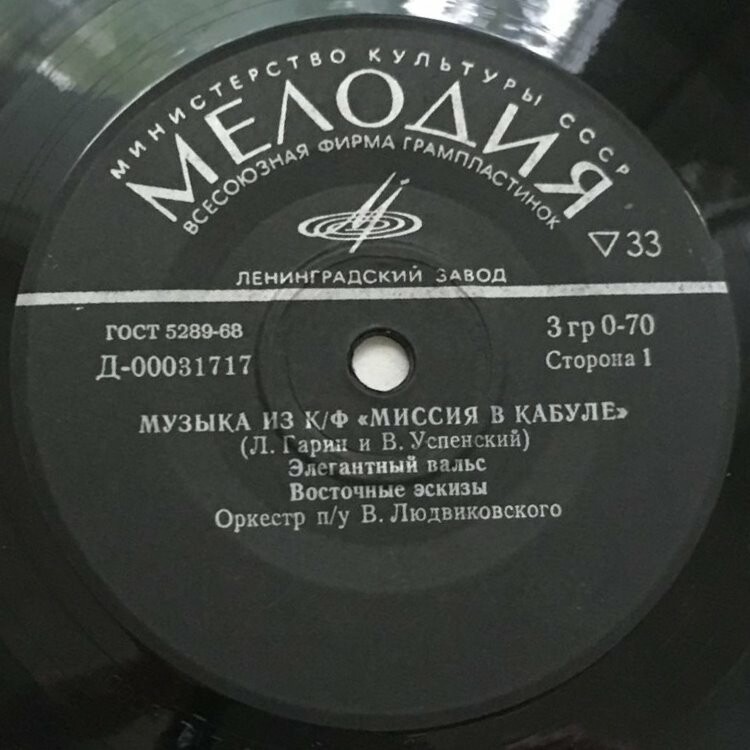 МИНИСТЕРСТВО КУЛЬТУРЫ СССР
МЕЛОДИЯ
ВСЕСОЮЗНАЯ ФИРМА ГРАМПЛАСТИНОК
▽33
ЛЕНИНГРАДСКИЙ ЗАВОД
ГОСТ 5289-68
3 гр 0-70
Д-00031717
Сторона 1
МУЗЫКА ИЗ К/Ф «МИССИЯ В КАБУЛЕ»
(Л. Гарин и В. Успенский)
Элегантный вальс
Восточные эскизы
Оркестр п/у В. Людвиковского